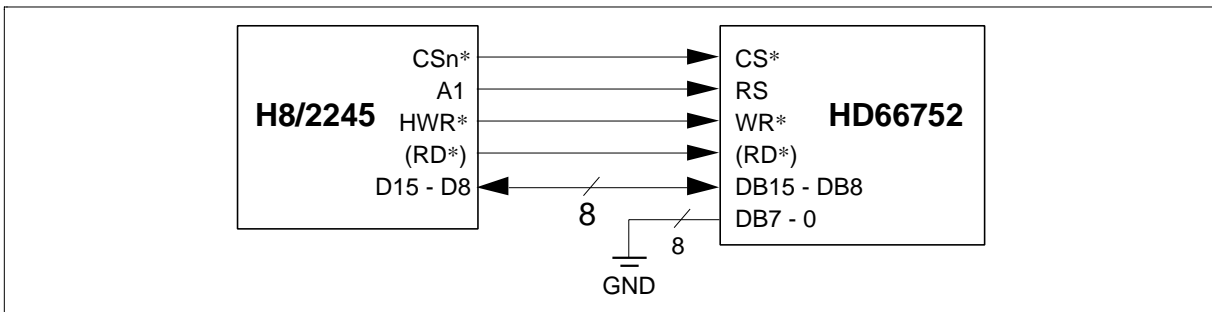 CSn* CS*
A1 RS
H8/2245 HWR* WR* HD66752
(RD*) (RD*)
D15 - D8 8 DB15 - DB8
8 DB7 - 0
GND